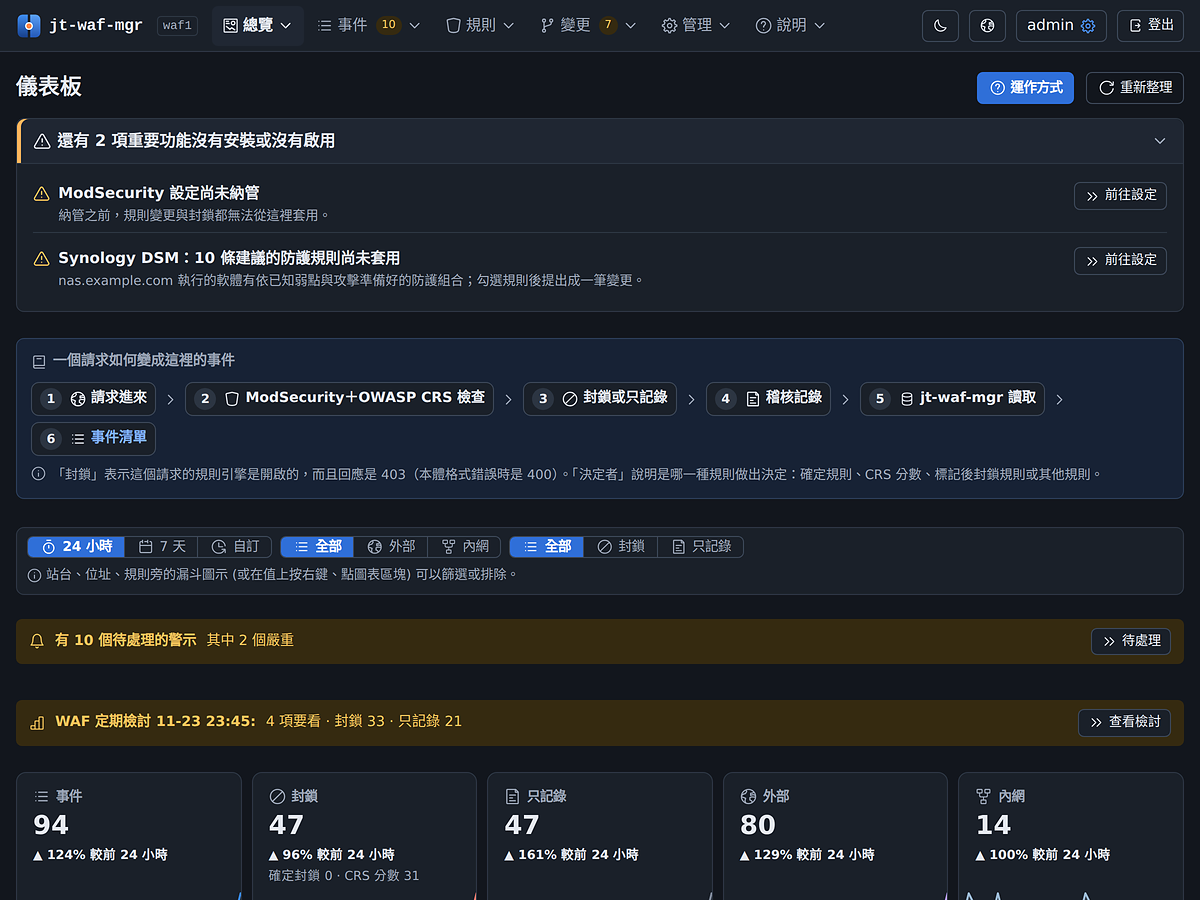 jt-waf-mgr waf1 總覽 事件 10 規則 變更 7 管理 說明 admin 登出
儀表板 運作方式 重新整理
還有 2 項重要功能沒有安裝或沒有啟用
ModSecurity 設定尚未納管 前往設定
納管之前，規則變更與封鎖都無法從這裡套用。
Synology DSM：10 條建議的防護規則尚未套用 前往設定
nas.example.com 執行的軟體有依已知弱點與攻擊準備好的防護組合；勾選規則後提出成一筆變更。
一個請求如何變成這裡的事件
1 請求進來 2 ModSecurity＋OWASP CRS 檢查 3 封鎖或只記錄 4 稽核記錄 5 jt-waf-mgr 讀取
6 事件清單
「封鎖」表示這個請求的規則引擎是開啟的，而且回應是 403（本體格式錯誤時是 400）。「決定者」說明是哪一種規則做出決定：確定規則、CRS 分數、標記後封鎖規則或其他規則。
24 小時 7 天 自訂 全部 外部 內網 全部 封鎖 只記錄
站台、位址、規則旁的漏斗圖示 (或在值上按右鍵、點圖表區塊) 可以篩選或排除。
有 10 個待處理的警示 其中 2 個嚴重 待處理
WAF 定期檢討 11-23 23:45: 4 項要看 · 封鎖 33 · 只記錄 21 查看檢討
事件 封鎖 只記錄 外部 內網
94 47 47 80 14
▲ 124% 較前 24 小時 ▲ 96% 較前 24 小時 ▲ 161% 較前 24 小時 ▲ 129% 較前 24 小時 ▲ 100% 較前 24 小時
確定封鎖 0 · CRS 分數 31